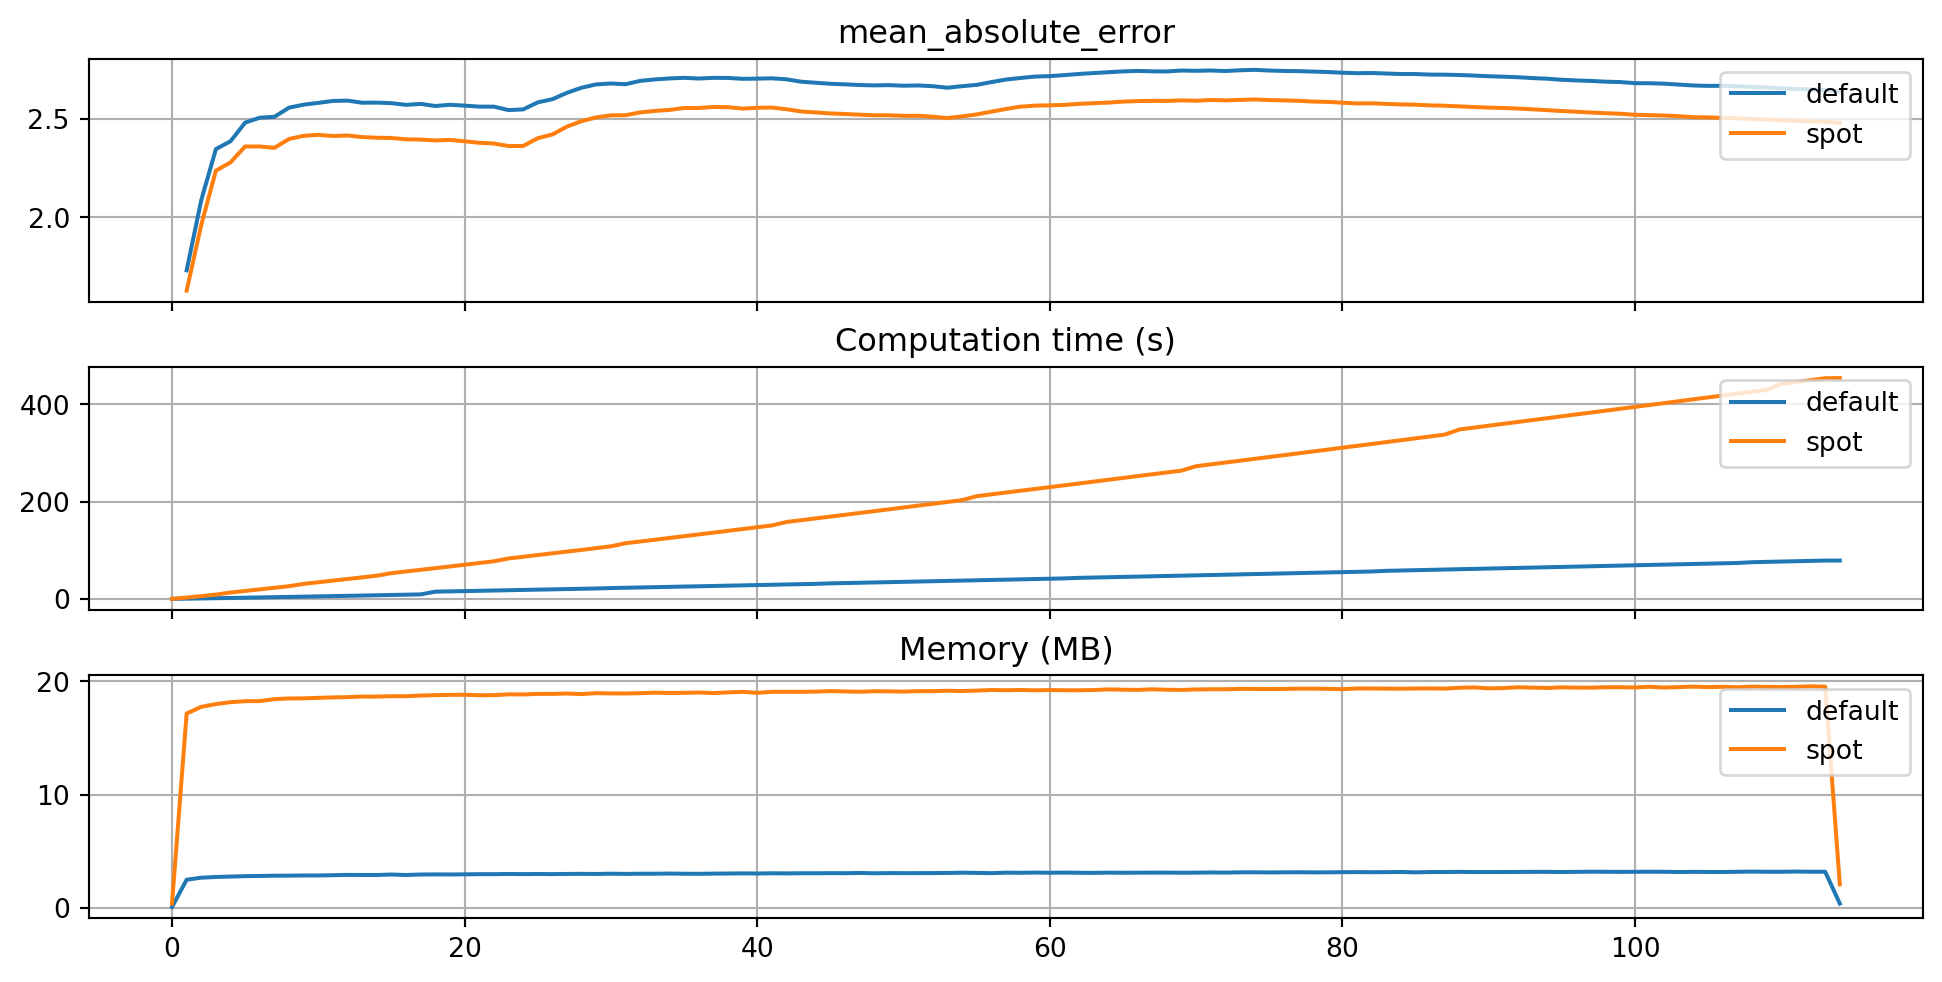 mean_absolute_error
2.5
2.0
default
spot
Computation time (s)
400
200
0
default
spot
Memory (MB)
20
10
0
default
spot
0 20 40 60 80 100